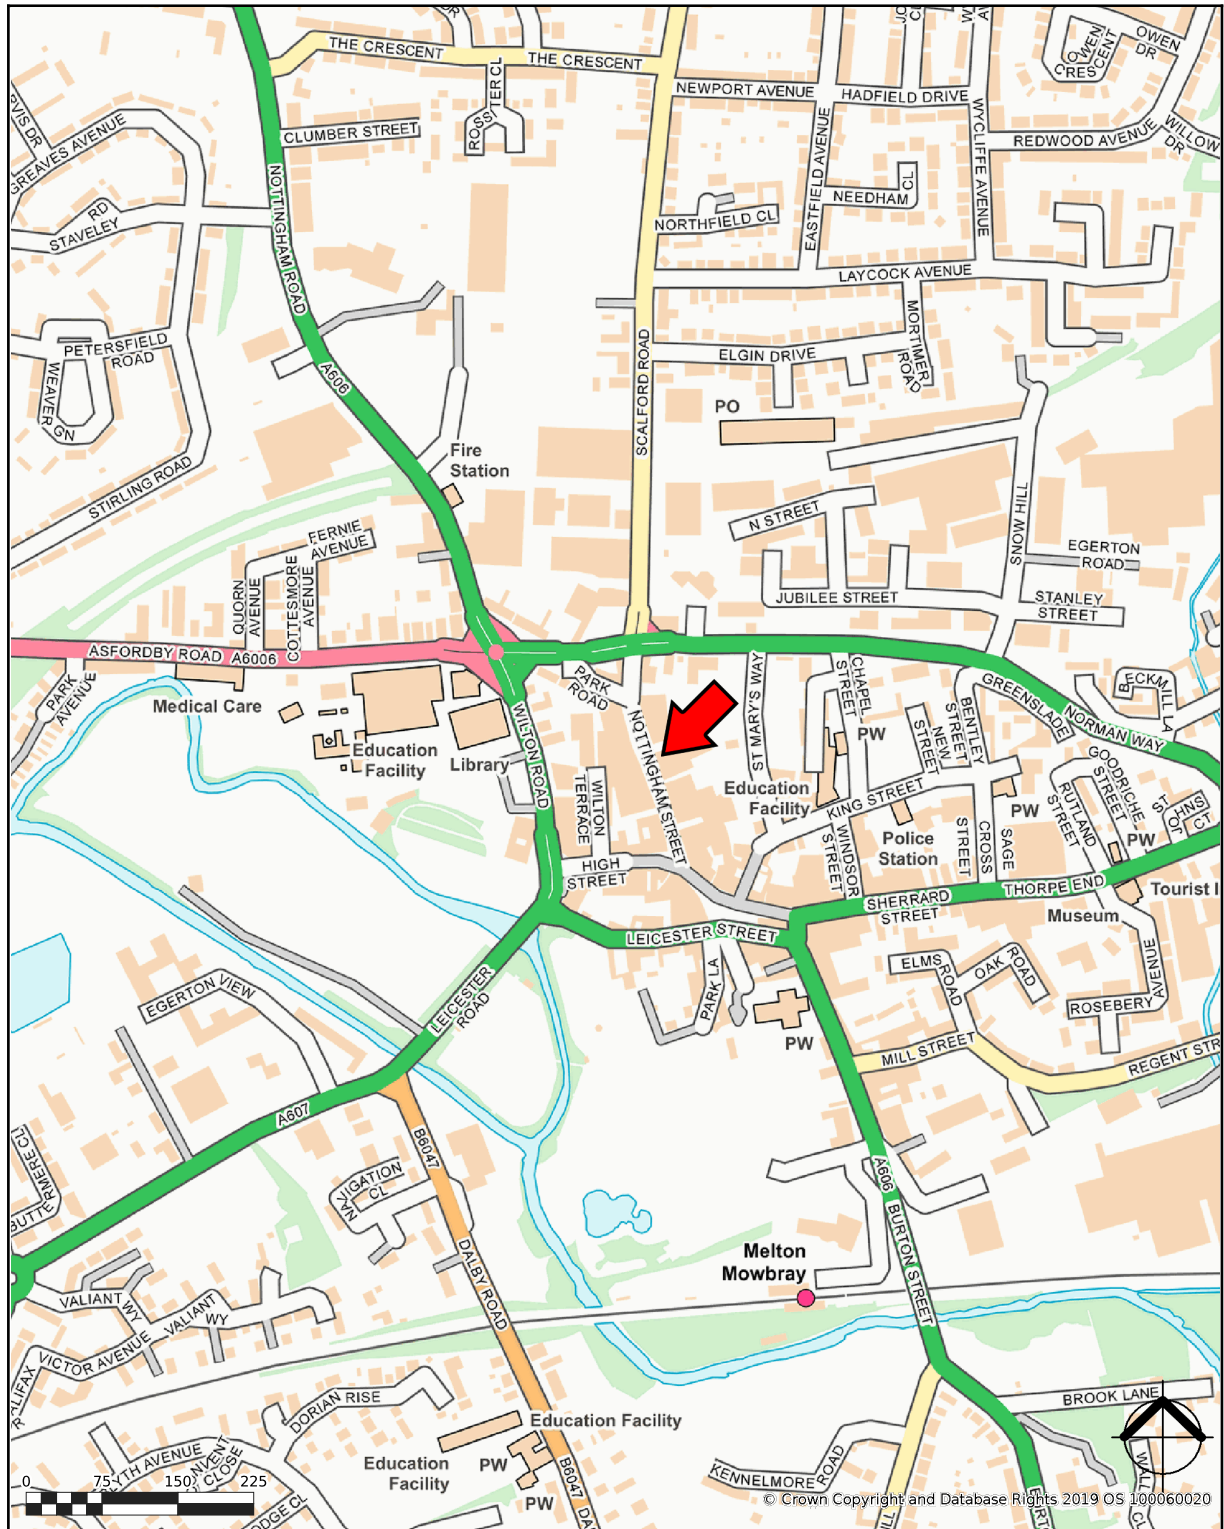 THE CRESCENT
THE CRESCENT
OWEN
DR
OWEN
CRESCENT
NEWPORT AVENUE
HADFIELD DRIVE
ROSSITER CL
CLUMBER STREET
GREAVES AVENUE
REDWOOD AVENUE
WILLOW
DR
WYCLIFFE AVENUE
EASTFIELD AVENUE
NEEDHAM CL
NORTHFIELD CL
STAVELEY
RD
NOTTINGHAM ROAD
LAYCOCK AVENUE
MORTIMER
ROAD
ELGIN DRIVE
SCALFORD ROAD
PETERSFIELD
ROAD
WEAVER GN
A606
PO
Fire
Station
STIRLING ROAD
N STREET
SNOW HILL
EGERTON
ROAD
FERNIE
AVENUE
QUORN
AVENUE
COTTESMORE
AVENUE
JUBILEE STREET
STANLEY
STREET
ASFORDBY ROAD A6006
PARK
AVENUE
Medical Care
PARK
ROAD
ST MARY'S WAY
CHAPEL
STREET
PW
BENTLEY
STREET
NEW
STREET
GREENSLADE
NORMAN WAY
BECKMILL LA
Education
Facility
Library
WILTON ROAD
NOTTINGHAM STREET
WILTON
TERRACE
Education
Facility
KING STREET
PW
GOODRICHE
STREET
RUTLAND
STREET
ST
JOHNS
CT
PW
Police
Station
WINDSOR
STREET
SAGE
CROSS
STREET
HIGH
STREET
SHERRARD
STREET
THORPE END
Tourist I
Museum
LEICESTER STREET
ELMS
ROAD
OAK
ROAD
ROSEBERY
AVENUE
PARK LA
EGERTON VIEW
LEICESTER
ROAD
PW
MILL STREET
REGENT STR
A607
B6047
NAVIGATION
CL
BUTTERMERE CL
A606
BURTON STREET
Melton
Mowbray
DALBY ROAD
VALIANT
WY
VALIANT
WY
VICTOR AVENUE
DORIAN RISE
BROOK LANE
Education Facility
Education
Facility
PW
PW
B6047
KENNELMORE
ROAD
0 75 150 225
© Crown Copyright and Database Rights 2019 OS 100060020